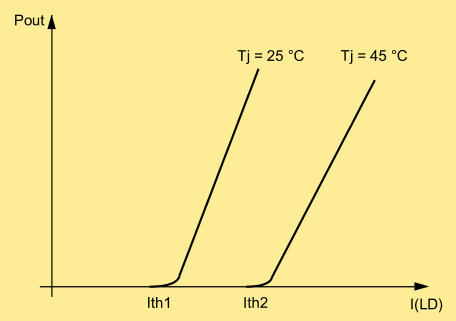 Pout
Tj = 25 °C
Tj = 45 °C
Ith1
Ith2
I(LD)